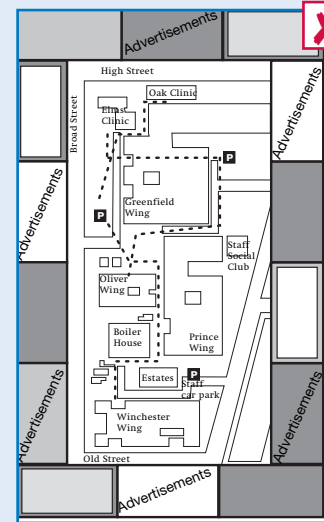 Advertisements
High Street
Oak Clinic
Elms
Clinic
Broad Street
Advertisements
P
Advertisements
Greenfield
Wing
P
Staff
Social
Club
Oliver
Wing
Boiler
House
Prince
Wing
Advertisements
Estates
P
Staff
car park
Winchester
Wing
Advertisements
Old Street
Advertisements